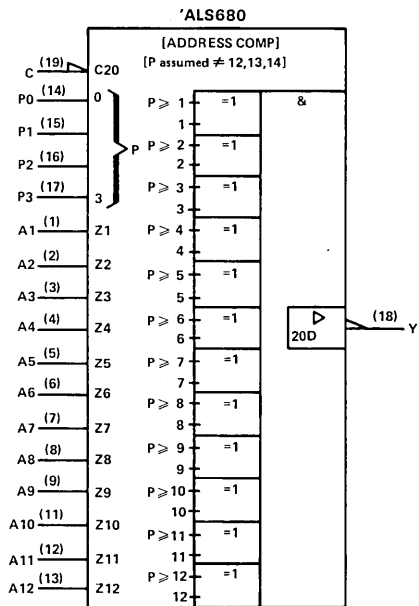 'ALS680
[ADDRESS COMP]
[P assumed ≠ 12,13,14]
C (19) C20
P0 (14) 0
P1 (15)
P2 (16)
P3 (17) 3
P
A1 (1) Z1
A2 (2) Z2
A3 (3) Z3
A4 (4) Z4
A5 (5) Z5
A6 (6) Z6
A7 (7) Z7
A8 (8) Z8
A9 (9) Z9
A10 (11) Z10
A11 (12) Z11
A12 (13) Z12
P ⩾ 1 =1
1
P ⩾ 2 =1
2
P ⩾ 3 =1
3
P ⩾ 4 =1
4
P ⩾ 5 =1
5
P ⩾ 6 =1
6
P ⩾ 7 =1
7
P ⩾ 8 =1
8
P ⩾ 9 =1
9
P ⩾ 10 =1
10
P ⩾ 11 =1
11
P ⩾ 12 =1
12
&
20D
(18) Y